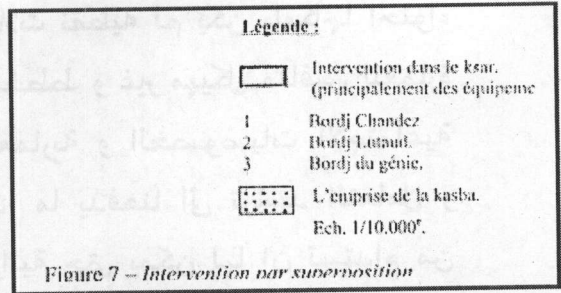 Légende :
Intervention dans le ksar.
(principalement des équipeme
1 Bordj Chandez
2 Bordj Lutaud.
3 Bordj du génie.
L'emprise de la kasba.
Ech. 1/10.000e.
Figure 7 – Intervention par superposition